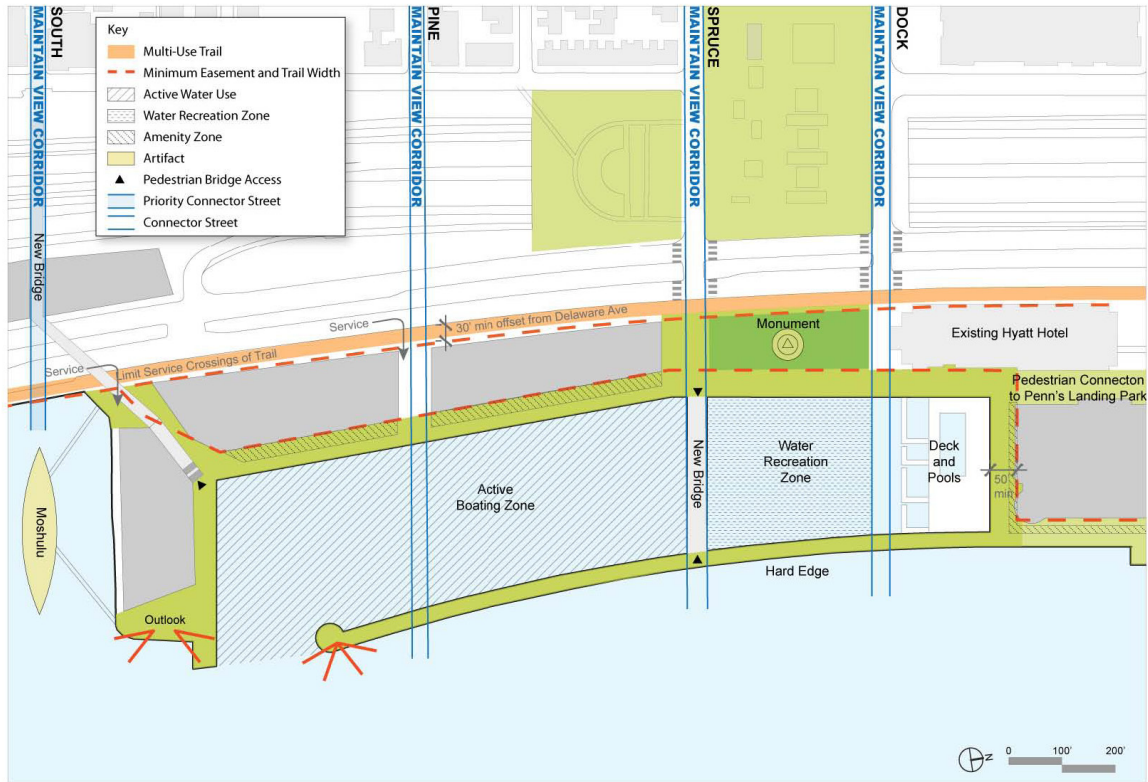 SOUTH
MAINTAIN VIEW CORRIDOR
PINE
MAINTAIN VIEW CORRIDOR
SPRUCE
MAINTAIN VIEW CORRIDOR
DOCK
MAINTAIN VIEW CORRIDOR
Key
Multi-Use Trail
Minimum Easement and Trail Width
Active Water Use
Water Recreation Zone
Amenity Zone
Artifact
Pedestrian Bridge Access
Priority Connector Street
Connector Street
New Bridge
Service
30' min offset from Delaware Ave
Monument
Existing Hyatt Hotel
Limit Service Crossings of Trail
Service
Pedestrian Connecton
to Penn's Landing Park
New Bridge
Water
Recreation
Zone
Deck
and
Pools
50'
min
Active
Boating Zone
Moshulu
Hard Edge
Outlook
N
0 100' 200'